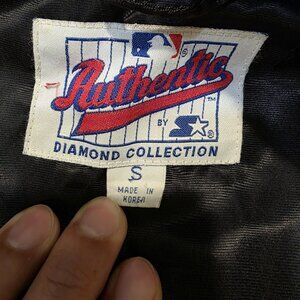 Authentic
BY
DIAMOND COLLECTION
S
MADE IN
KOREA